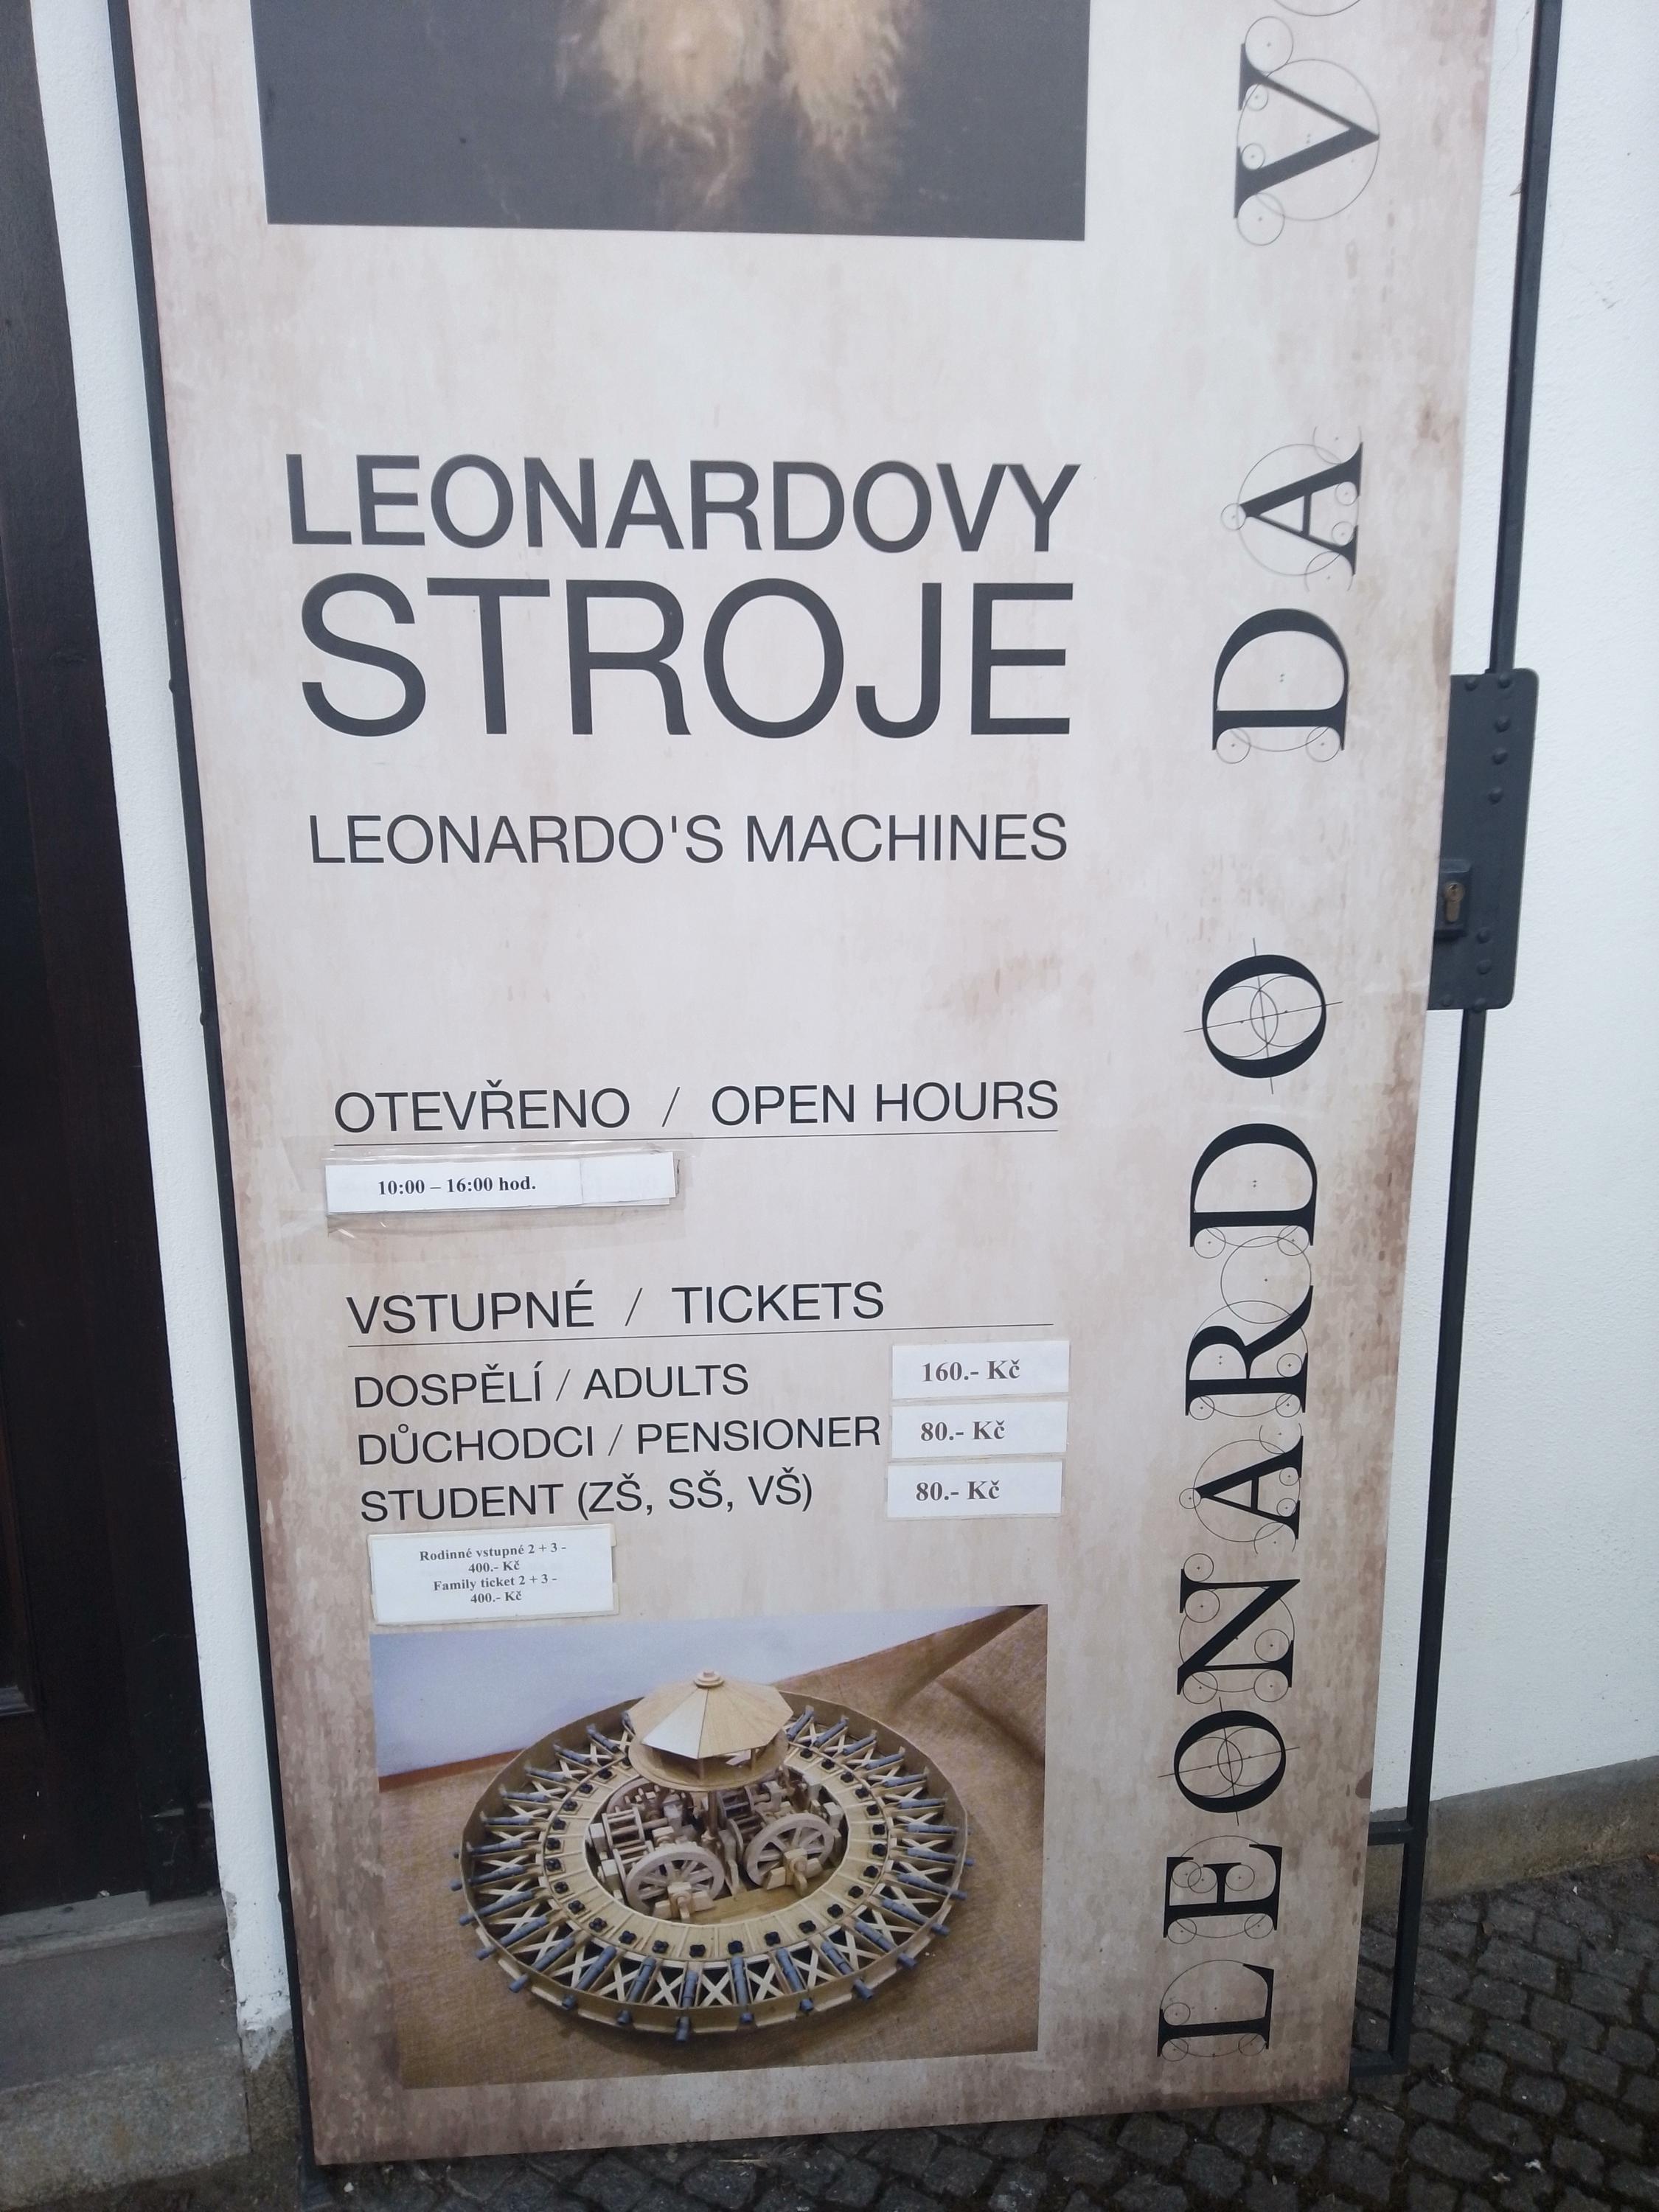 LEONARDOVY
STROJE
LEONARDO'S MACHINES
OTEVŘENO / OPEN HOURS
10:00 – 16:00 hod.
VSTUPNÉ / TICKETS
DOSPĚLÍ / ADULTS 160.- Kč
DŮCHODCI / PENSIONER 80.- Kč
STUDENT (ZŠ, SŠ, VŠ) 80.- Kč
Rodinné vstupné 2 + 3 -
400.- Kč
Family ticket 2 + 3 -
400.- Kč
LEONARDO DA V